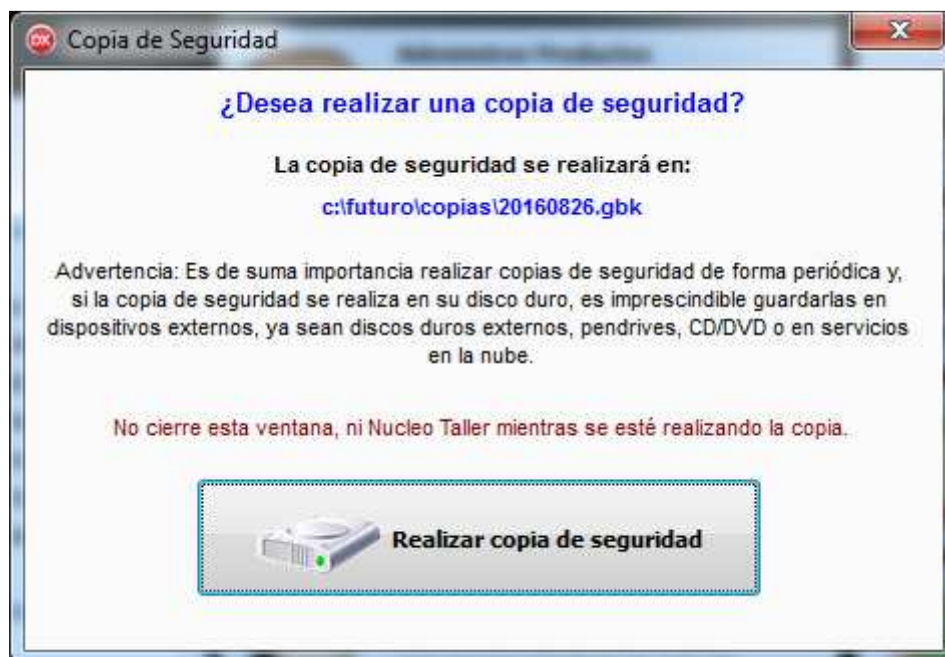 Copia de Seguridad
¿Desea realizar una copia de seguridad?
La copia de seguridad se realizará en:
c:\futuro\copias\20160826.gbk
Advertencia: Es de suma importancia realizar copias de seguridad de forma periódica y,
si la copia de seguridad se realiza en su disco duro, es imprescindible guardarlas en
dispositivos externos, ya sean discos duros externos, pendrives, CD/DVD o en servicios
en la nube.
No cierre esta ventana, ni Nucleo Taller mientras se esté realizando la copia.
Realizar copia de seguridad